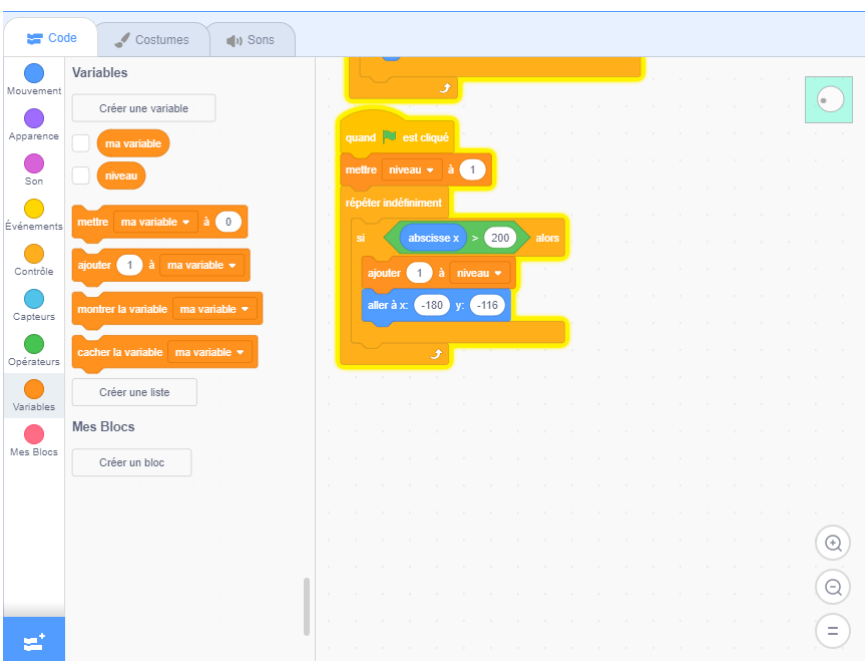 Code
Costumes
Sons
Mouvement
Apparence
Son
Événements
Contrôle
Capteurs
Opérateurs
Variables
Mes Blocs
Variables
Créer une variable
ma variable
niveau
mettre ma variable à 0
ajouter 1 à ma variable
montrer la variable ma variable
cacher la variable ma variable
Créer une liste
Mes Blocs
Créer un bloc
quand est cliqué
mettre niveau à 1
répéter indéfiniment
si abscisse x > 200 alors
ajouter 1 à niveau
aller à x: -180 y: -116